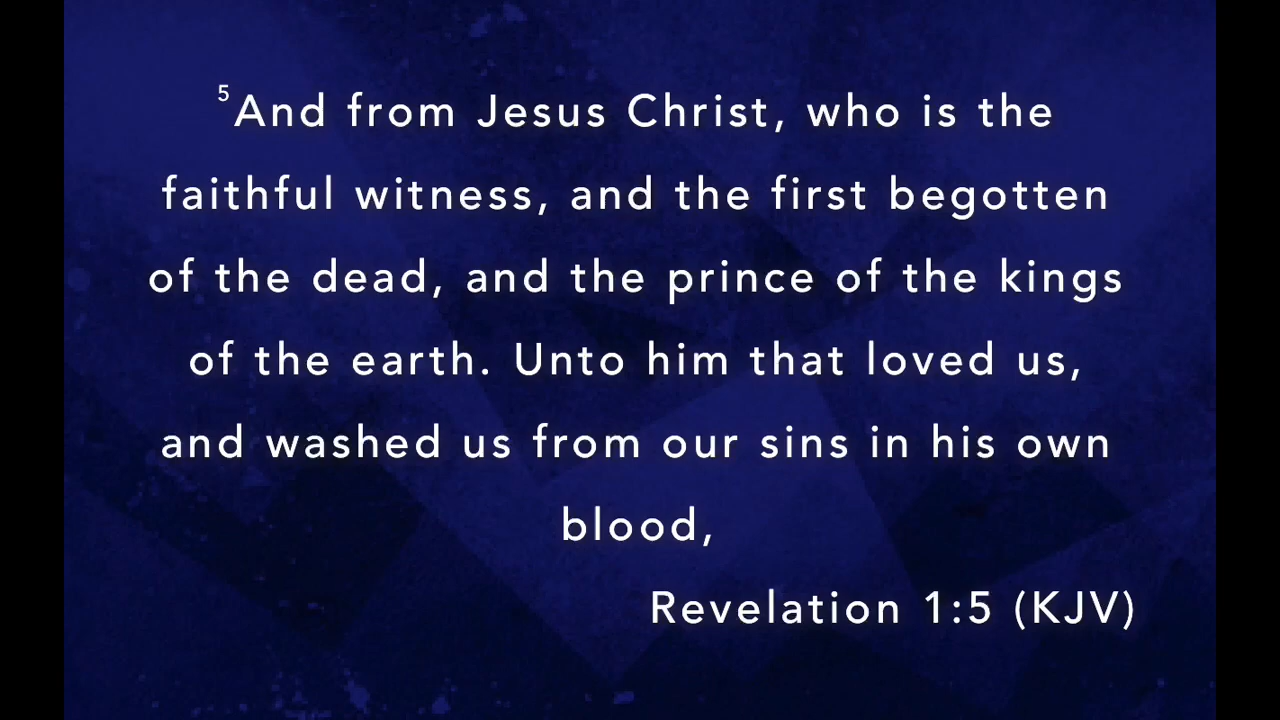 ⁵And from Jesus Christ, who is the
faithful witness, and the first begotten
of the dead, and the prince of the kings
of the earth. Unto him that loved us,
and washed us from our sins in his own
blood,
Revelation 1:5 (KJV)